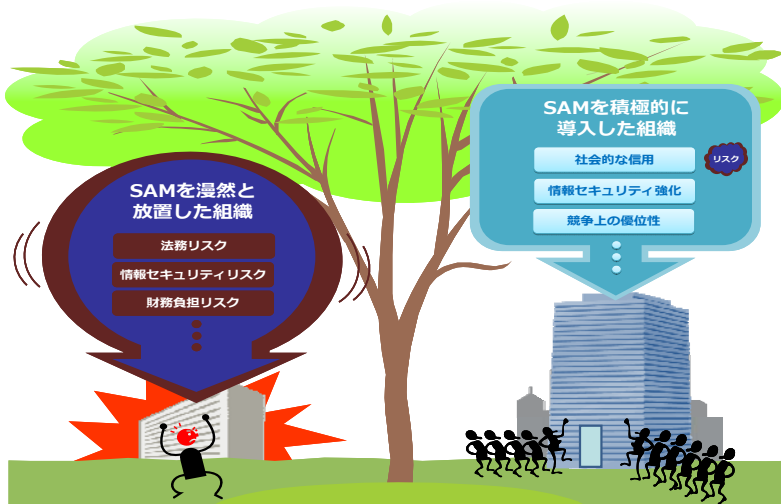 SAMを漫然と
放置した組織
法務リスク
情報セキュリティリスク
財務負担リスク
SAMを積極的に
導入した組織
社会的な信用
リスク
情報セキュリティ強化
競争上の優位性